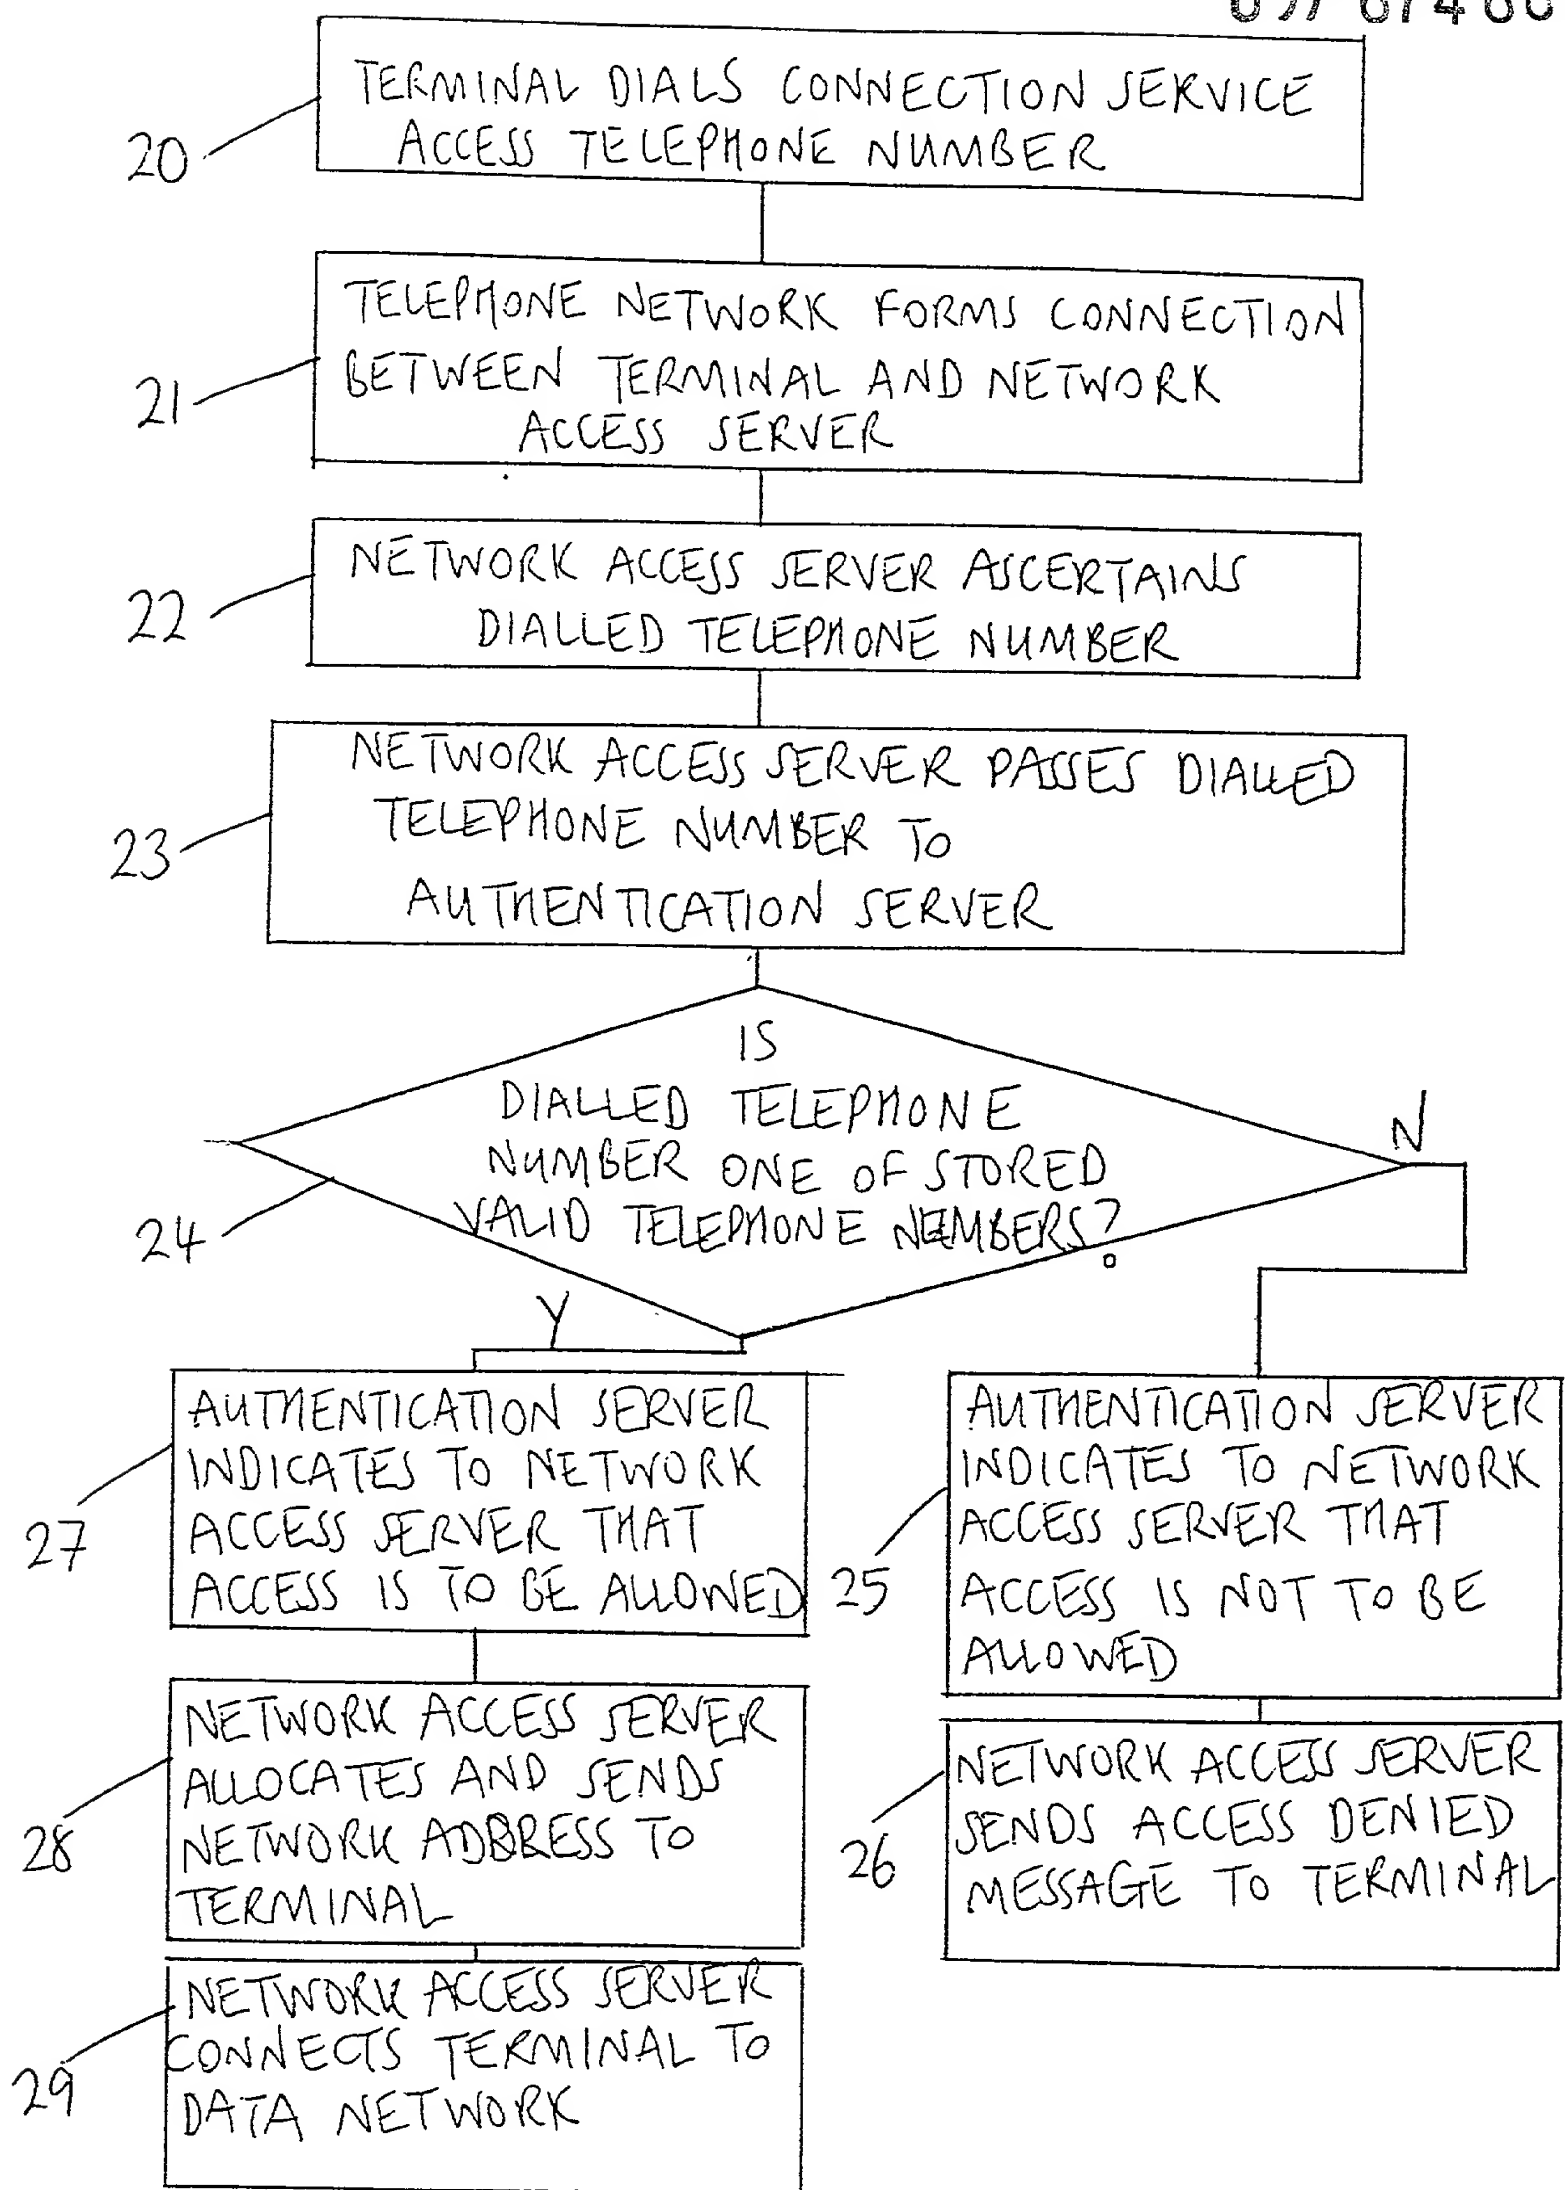 TERMINAL DIALS CONNECTION SERVICE
ACCESS TELEPHONE NUMBER
20
TELEPHONE NETWORK FORMS CONNECTION
BETWEEN TERMINAL AND NETWORK
ACCESS SERVER
21
NETWORK ACCESS SERVER ASCERTAINS
DIALLED TELEPHONE NUMBER
22
NETWORK ACCESS SERVER PASSES DIALLED
TELEPHONE NUMBER TO
AUTHENTICATION SERVER
23
IS
DIALLED TELEPHONE
NUMBER ONE OF STORED
VALID TELEPHONE NUMBERS?
24
N
Y
AUTHENTICATION SERVER
INDICATES TO NETWORK
ACCESS SERVER THAT
ACCESS IS TO BE ALLOWED
27
AUTHENTICATION SERVER
INDICATES TO NETWORK
ACCESS SERVER THAT
ACCESS IS NOT TO BE
ALLOWED
25
NETWORK ACCESS SERVER
ALLOCATES AND SENDS
NETWORK ADDRESS TO
TERMINAL
28
NETWORK ACCESS SERVER
SENDS ACCESS DENIED
MESSAGE TO TERMINAL
26
NETWORK ACCESS SERVER
CONNECTS TERMINAL TO
DATA NETWORK
29